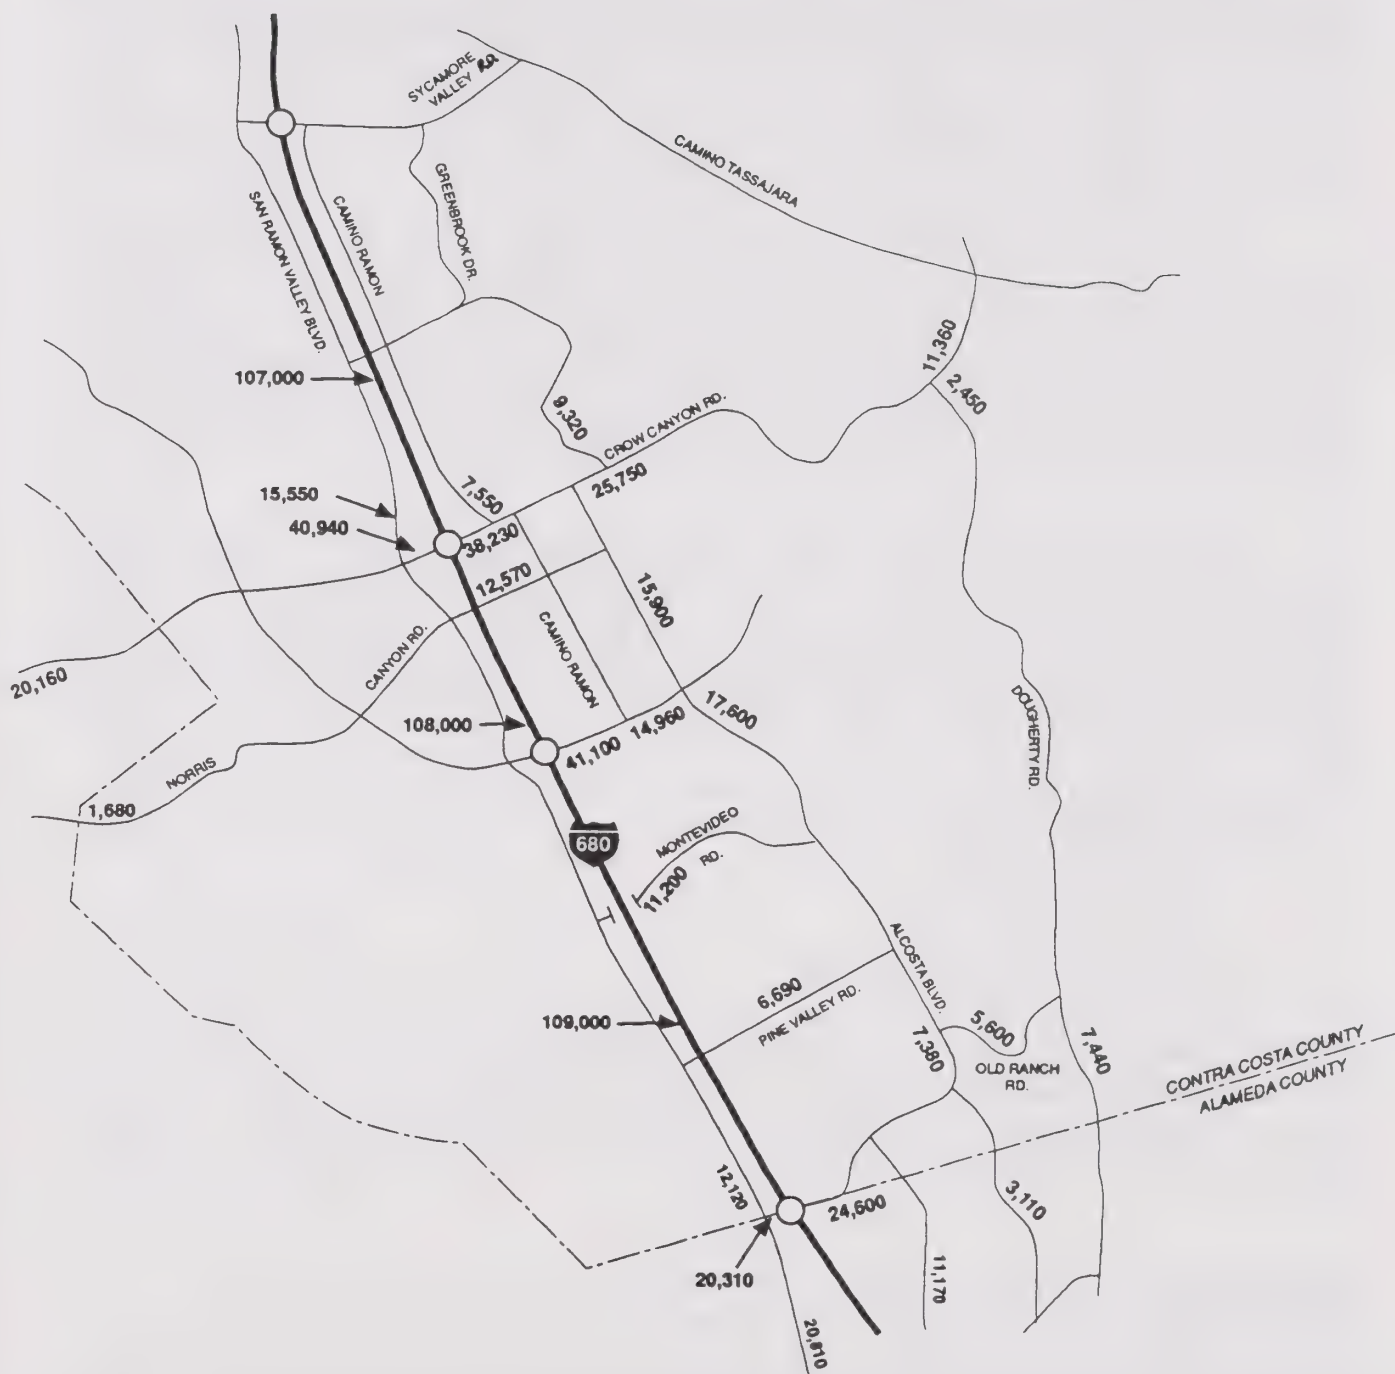 SYCAMORE
VALLEY RD.
CAMINO TASSAJARA
GREENBROOK DR.
CAMINO RAMON
SAN RAMON VALLEY BLVD.
107,000
11,360
2,450
9,320
CROW CANYON RD.
25,750
7,550
15,550
40,940
38,230
12,570
15,900
CAMINO RAMON
CANYON RD.
20,160
17,600
14,960
108,000
41,100
DOUGHERTY RD.
NORRIS
1,680
680
MONTEVIDEO
RD.
11,200
ALCOSTA BLVD.
6,690
PINE VALLEY RD.
109,000
5,600
7,380
7,440
OLD RANCH
RD.
CONTRA COSTA COUNTY
ALAMEDA COUNTY
12,120
3,110
24,600
20,310
11,170
20,810